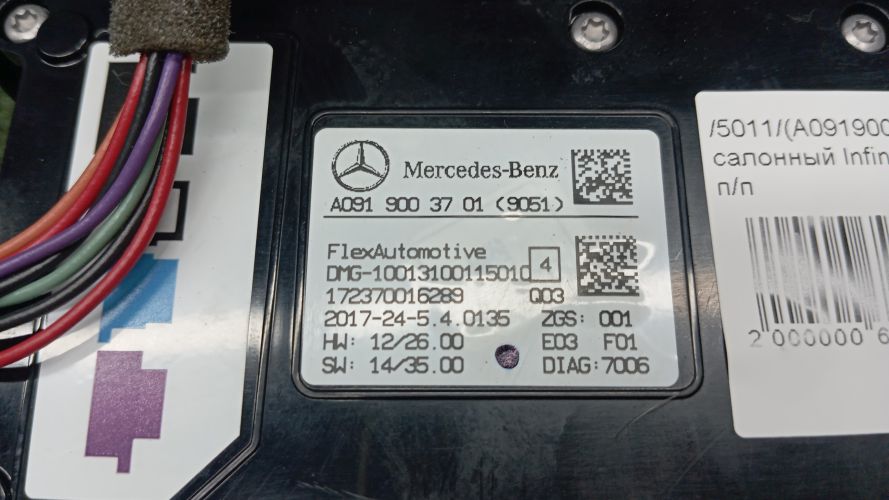 Mercedes-Benz
A091 900 37 01 (9051)
FlexAutomotive
DMG-10013100115010 4
172370016289 Q03
2017-24-5.4.0135 ZGS: 001
HW: 12/26.00 E03 F01
SW: 14/35.00 DIAG:7006
/5011/(A091900
салонный Infin
п/п
2 000000 6